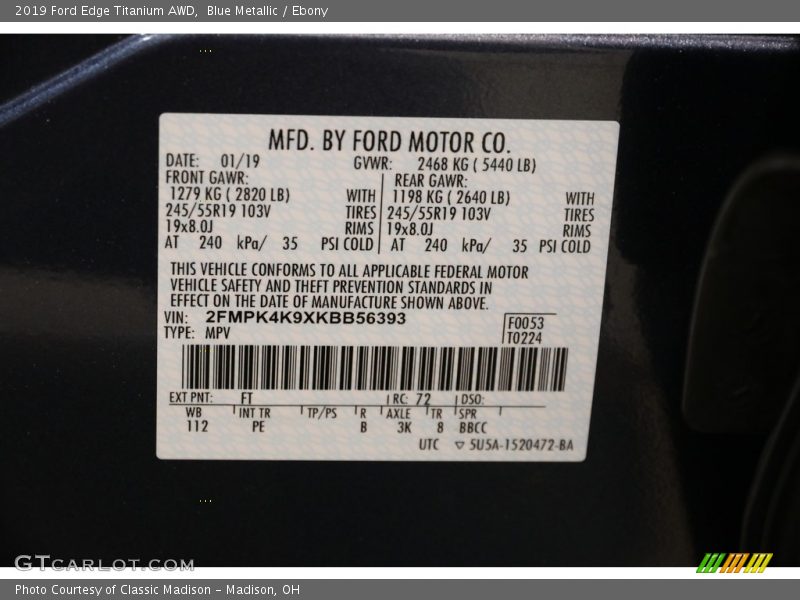 2019 Ford Edge Titanium AWD,  Blue Metallic / Ebony
MFD. BY FORD MOTOR CO.
DATE: 01/19 GVWR: 2468 KG ( 5440 LB)
FRONT GAWR: REAR GAWR:
1279 KG ( 2820 LB) WITH 1198 KG ( 2640 LB) WITH
245/55R19 103V TIRES 245/55R19 103V TIRES
19x8.0J RIMS 19x8.0J RIMS
AT 240 kPa/ 35 PSI COLD AT 240 kPa/ 35 PSI COLD
THIS VEHICLE CONFORMS TO ALL APPLICABLE FEDERAL MOTOR
VEHICLE SAFETY AND THEFT PREVENTION STANDARDS IN
EFFECT ON THE DATE OF MANUFACTURE SHOWN ABOVE.
VIN: 2FMPK4K9XKBB56393
TYPE: MPV
F0053
T0224
EXT PNT: FT RC: 72 DSO:
WB INT TR TP/PS R AXLE TR SPR
112 PE B 3K 8 BBCC
UTC ▽ 5U5A-1520472-BA
GTCARLOT.COM
Photo Courtesy of Classic Madison - Madison, OH